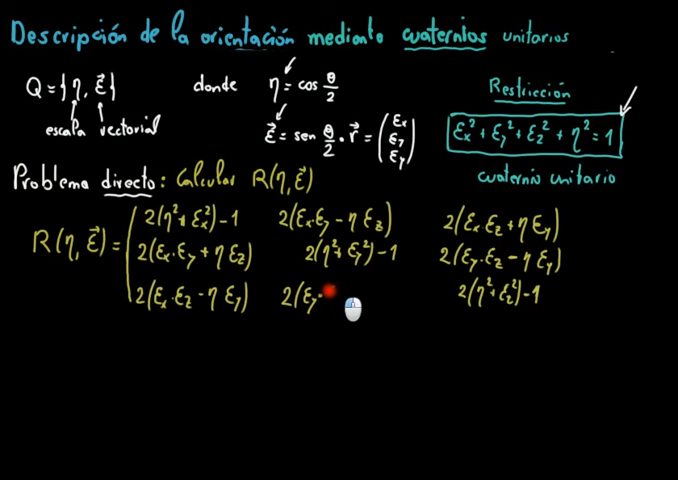 Descripción de la orientación mediante cuaternios unitarios
Q = {η, ε⃗} donde η = cos θ/2
escala vectorial
ε⃗ = sen θ/2 · r⃗ = (εx εy εy)
Restricción
εx² + εy² + εz² + η² = 1
cuaternio unitario
Problema directo: Calcular R(η, ε⃗)
R(η, ε⃗) =
2(η² + εx²) - 1 2(εx·εy - η εz) 2(εx·εz + η εy)
2(εx·εy + η εz) 2(η² + εy²) - 1 2(εy·εz - η εy)
2(εx·εz - η εy) 2(εy· 2(η² + εz²) - 1